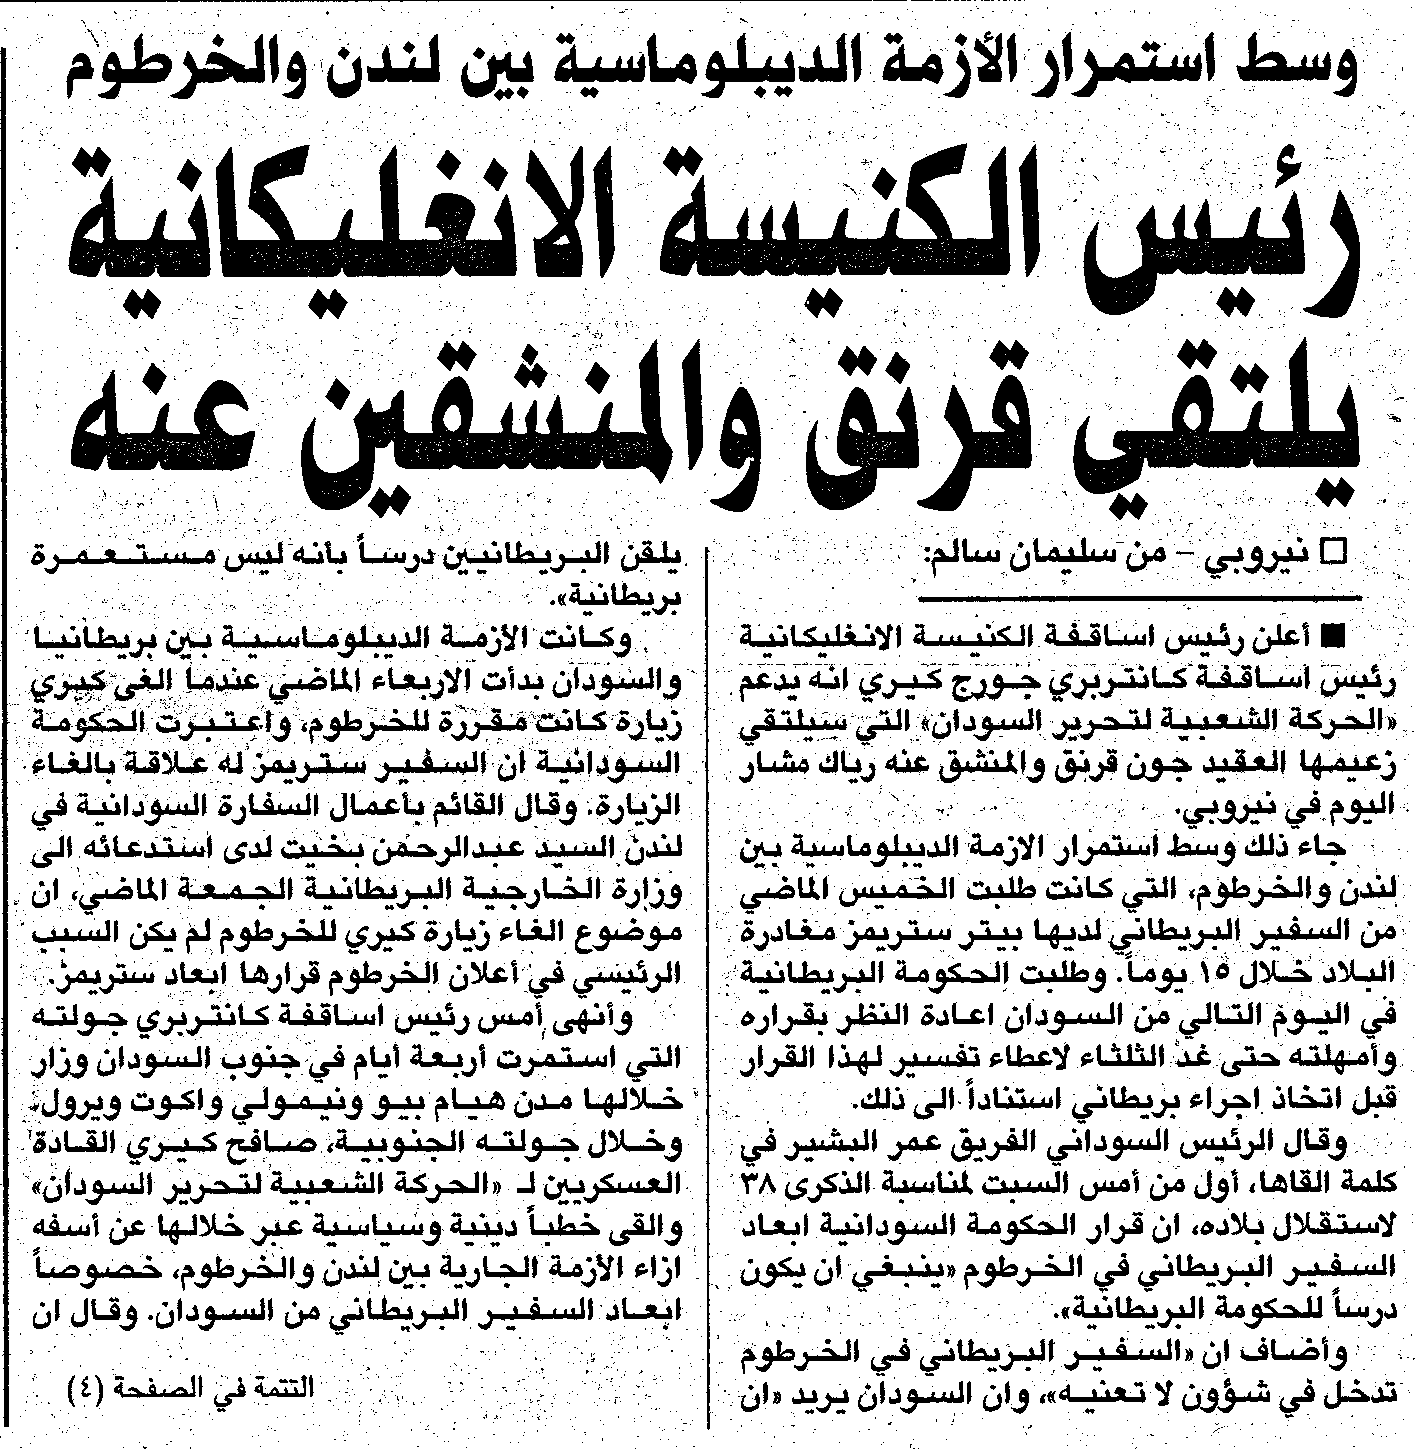 وسط استمرار الأزمة الديبلوماسية بين لندن والخرطوم
رئيس الكنيسة الانغليكانية
يلتقي قرنق والمنشقين عنه
□ نيروبي - من سليمان سالم:
■ أعلن رئيس اساقفة الكنيسة الانغليكانية
رئيس اساقفة كانتربري جورج كيري انه يدعم
«الحركة الشعبية لتحرير السودان» التي سيلتقي
زعيمها العقيد جون قرنق والمنشق عنه رياك مشار
اليوم في نيروبي.
جاء ذلك وسط استمرار الازمة الديبلوماسية بين
لندن والخرطوم، التي كانت طلبت الخميس الماضي
من السفير البريطاني لديها بيتر ستريمز مغادرة
البلاد خلال ١٥ يوماً. وطلبت الحكومة البريطانية
في اليوم التالي من السودان اعادة النظر بقراره
وأمهلته حتى غد الثلثاء لاعطاء تفسير لهذا القرار
قبل اتخاذ اجراء بريطاني استناداً الى ذلك.
وقال الرئيس السوداني الفريق عمر البشير في
كلمة القاها، أول من أمس السبت لمناسبة الذكرى ٣٨
لاستقلال بلاده، ان قرار الحكومة السودانية ابعاد
السفير البريطاني في الخرطوم «ينبغي ان يكون
درساً للحكومة البريطانية».
وأضاف ان «السفير البريطاني في الخرطوم
تدخل في شؤون لا تعنيه»، وان السودان يريد «ان
يلقن البريطانيين درساً بأنه ليس مستعمرة
بريطانية».
وكانت الأزمة الديبلوماسية بين بريطانيا
والسودان بدأت الاربعاء الماضي عندما الغى كيري
زيارة كانت مقررة للخرطوم، واعتبرت الحكومة
السودانية ان السفير ستريمز له علاقة بالغاء
الزيارة. وقال القائم بأعمال السفارة السودانية في
لندن السيد عبدالرحمن بخيت لدى استدعائه الى
وزارة الخارجية البريطانية الجمعة الماضي، ان
موضوع الغاء زيارة كيري للخرطوم لم يكن السبب
الرئيسي في أعلان الخرطوم قرارها ابعاد ستريمز.
وأنهى أمس رئيس اساقفة كانتربري جولته
التي استمرت أربعة أيام في جنوب السودان وزار
خلالها مدن هيام بيو ونيمولي واكوت ويرول.
وخلال جولته الجنوبية، صافح كيري القادة
العسكريين لـ «الحركة الشعبية لتحرير السودان»
والقى خطباً دينية وسياسية عبر خلالها عن أسفه
ازاء الأزمة الجارية بين لندن والخرطوم، خصوصاً
ابعاد السفير البريطاني من السودان. وقال ان
التتمة في الصفحة (٤)